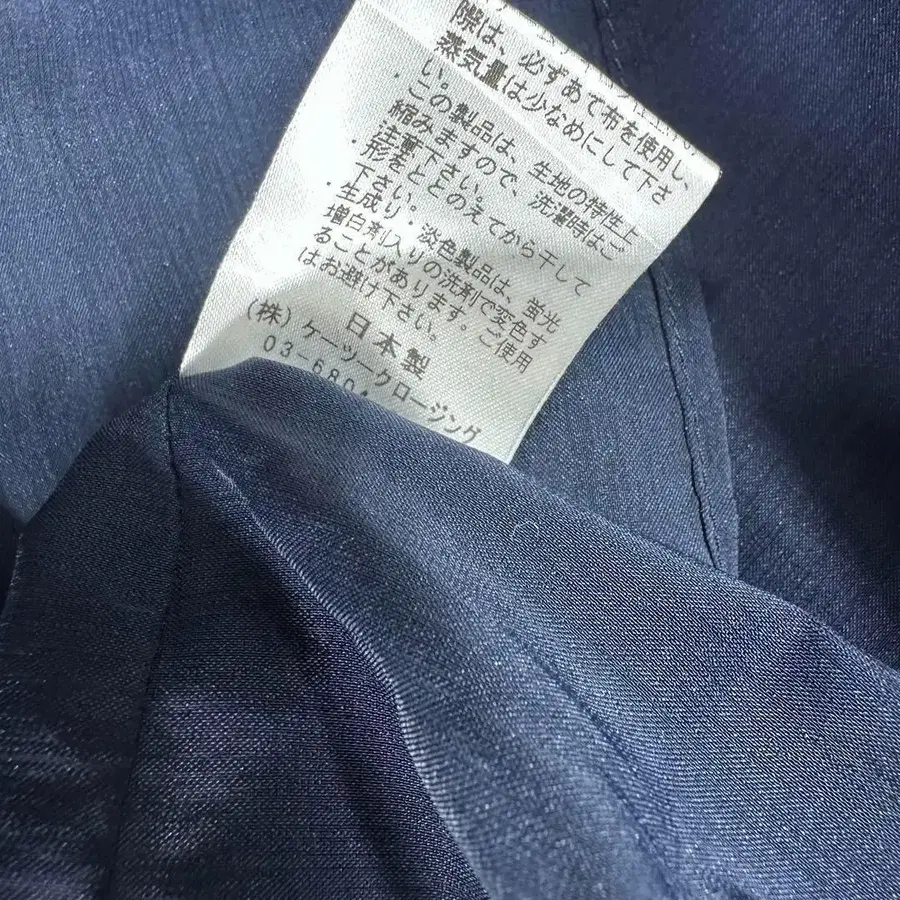 際は、必ずあて布を使用し、
蒸気量は少なめにして下さ
い。
この製品は、生地の特性上
縮みますので、洗濯時はご
注意下さい。
・形をととのえてから干して
下さい。
・生成り・淡色製品は、蛍光
増白剤入りの洗剤で変色す
ることがあります。ご使用
はお避け下さい。
日本製
(株)ケーツークロージング
03-6804